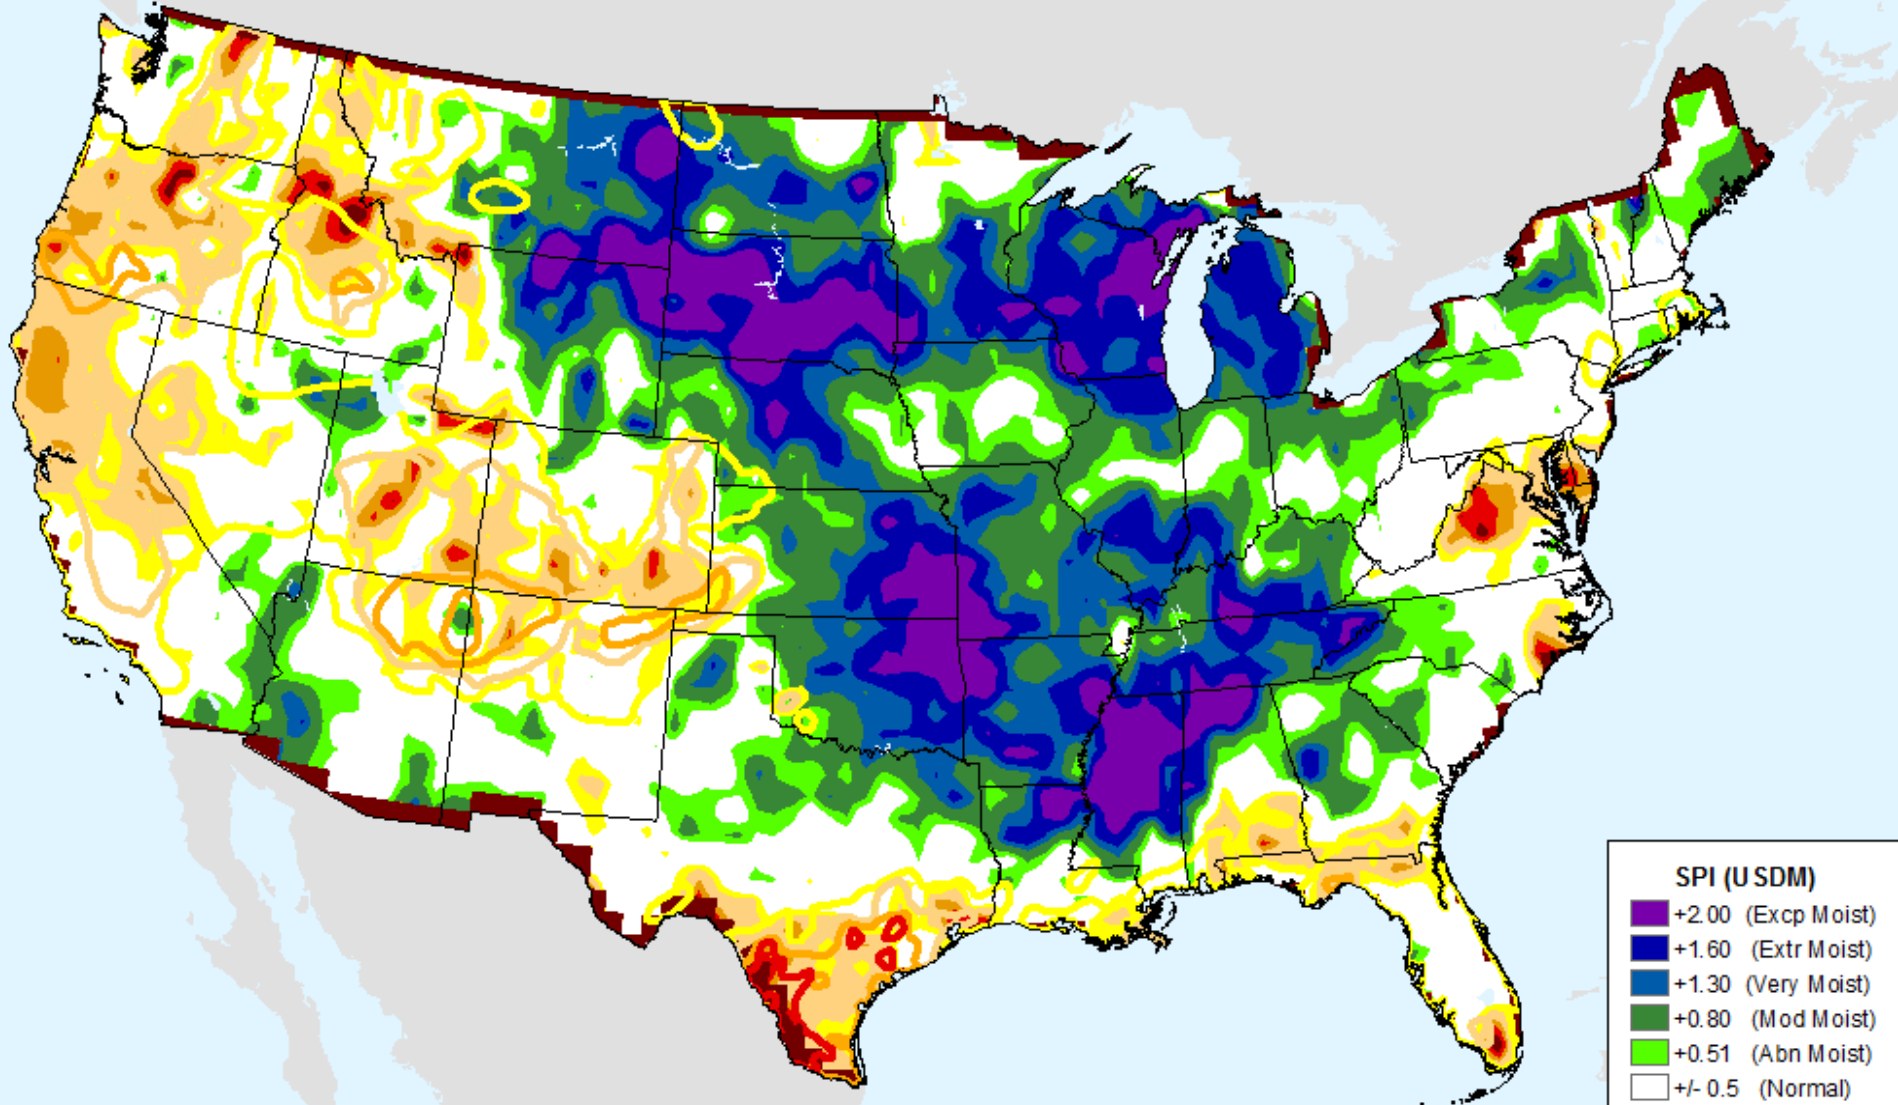 SPI (USDM)
+2.00 (Excp Moist)
+1.60 (Extr Moist)
+1.30 (Very Moist)
+0.80 (Mod Moist)
+0.51 (Abn Moist)
+/- 0.5 (Normal)